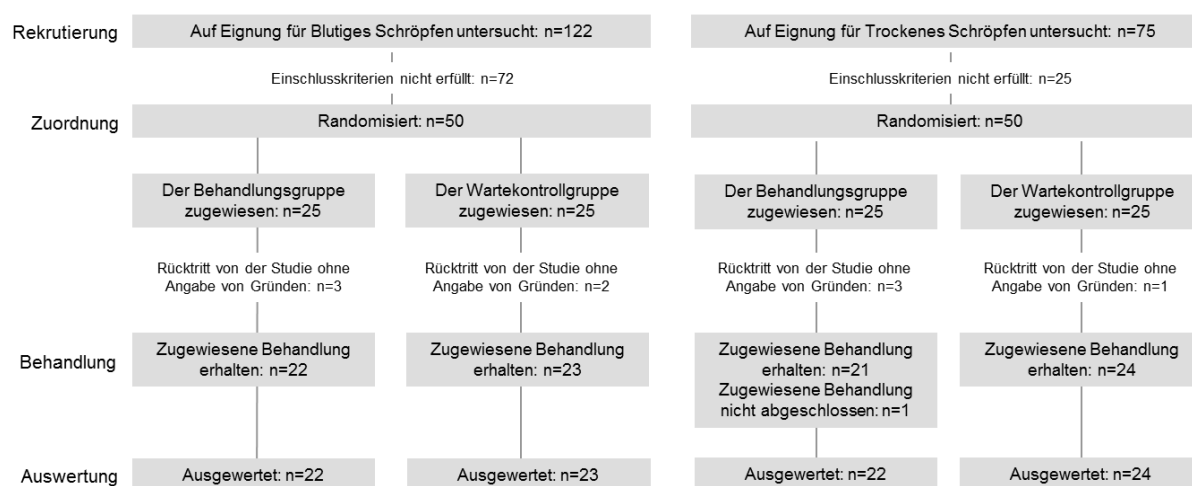 Rekrutierung
Auf Eignung für Blutiges Schröpfen untersucht: n=122
Auf Eignung für Trockenes Schröpfen untersucht: n=75
Einschlusskriterien nicht erfüllt: n=72
Einschlusskriterien nicht erfüllt: n=25
Zuordnung
Randomisiert: n=50
Randomisiert: n=50
Der Behandlungsgruppe
zugewiesen: n=25
Der Wartekontrollgruppe
zugewiesen: n=25
Der Behandlungsgruppe
zugewiesen: n=25
Der Wartekontrollgruppe
zugewiesen: n=25
Rücktritt von der Studie ohne
Angabe von Gründen: n=3
Rücktritt von der Studie ohne
Angabe von Gründen: n=2
Rücktritt von der Studie ohne
Angabe von Gründen: n=3
Rücktritt von der Studie ohne
Angabe von Gründen: n=1
Behandlung
Zugewiesene Behandlung
erhalten: n=22
Zugewiesene Behandlung
erhalten: n=23
Zugewiesene Behandlung
erhalten: n=21
Zugewiesene Behandlung
nicht abgeschlossen: n=1
Zugewiesene Behandlung
erhalten: n=24
Auswertung
Ausgewertet: n=22
Ausgewertet: n=23
Ausgewertet: n=22
Ausgewertet: n=24